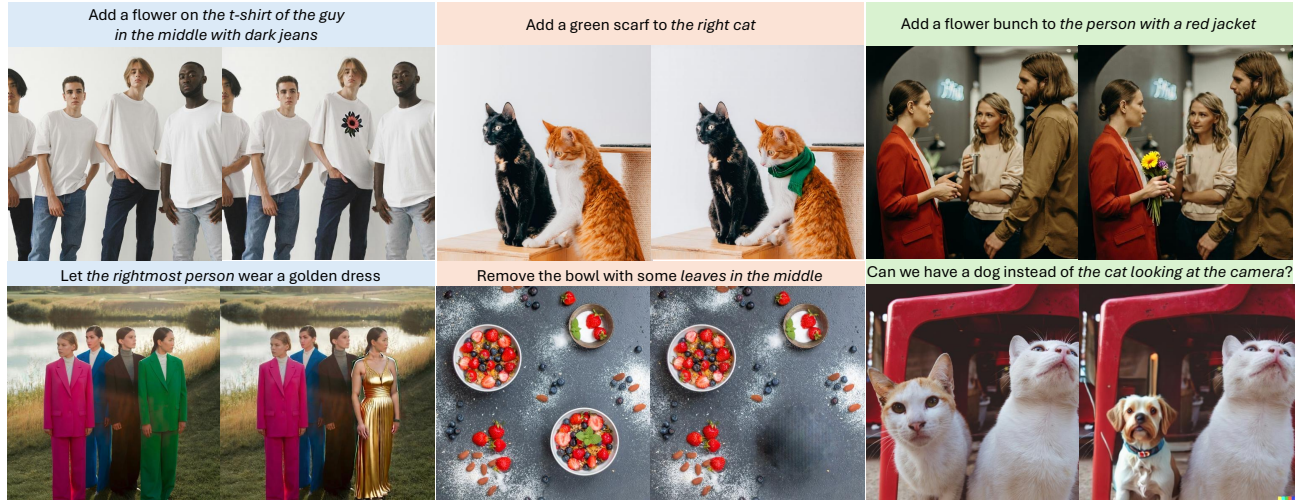 Add a flower on the t-shirt of the guy
in the middle with dark jeans
Add a green scarf to the right cat
Add a flower bunch to the person with a red jacket
Let the rightmost person wear a golden dress
Remove the bowl with some leaves in the middle
Can we have a dog instead of the cat looking at the camera?